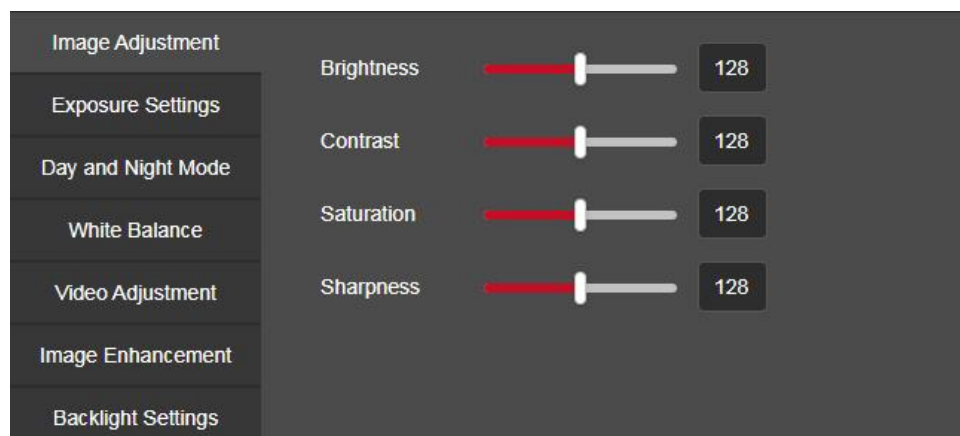 Image Adjustment
Exposure Settings
Day and Night Mode
White Balance
Video Adjustment
Image Enhancement
Backlight Settings
Brightness 128
Contrast 128
Saturation 128
Sharpness 128